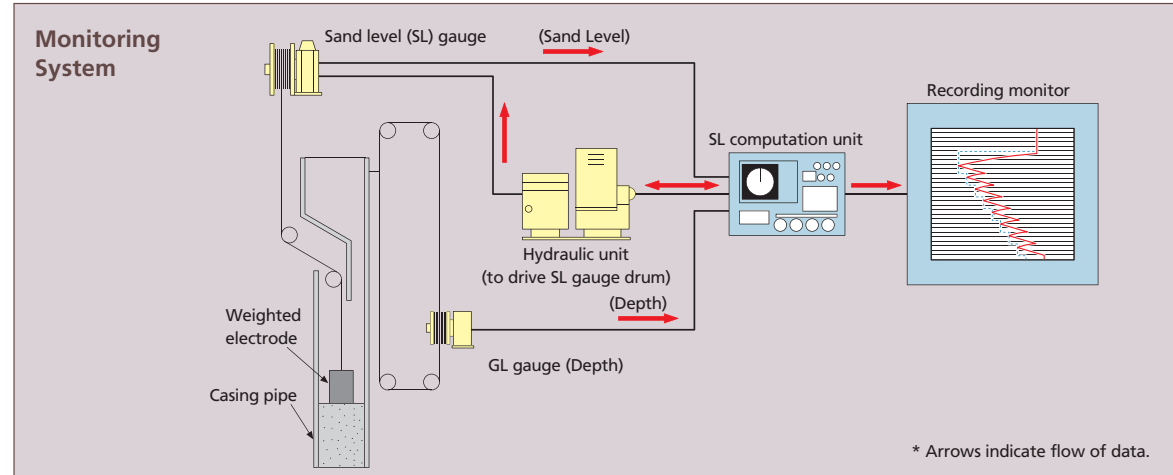 Monitoring
System
Sand level (SL) gauge
(Sand Level)
Recording monitor
SL computation unit
Hydraulic unit
(to drive SL gauge drum)
(Depth)
Weighted
electrode
GL gauge (Depth)
Casing pipe
* Arrows indicate flow of data.